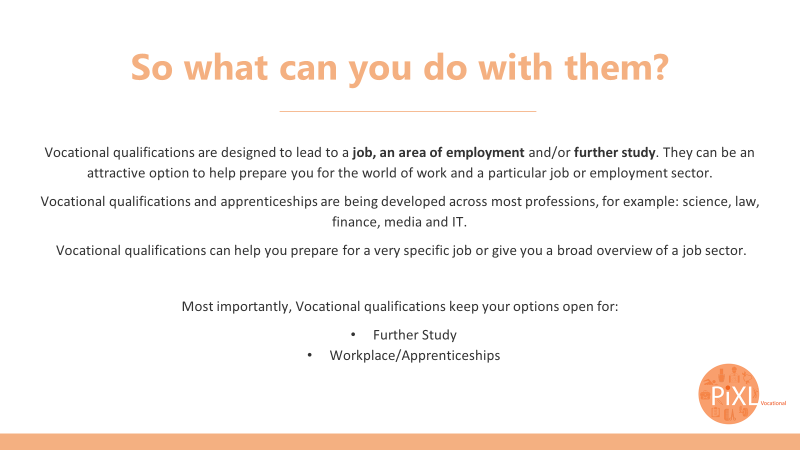 So what can you do with them?
Vocational qualifications are designed to lead to a job, an area of employment and/or further study. They can be an
attractive option to help prepare you for the world of work and a particular job or employment sector.
Vocational qualifications and apprenticeships are being developed across most professions, for example: science, law,
finance, media and IT.
Vocational qualifications can help you prepare for a very specific job or give you a broad overview of a job sector.
Most importantly, Vocational qualifications keep your options open for:
• Further Study
• Workplace/Apprenticeships
PiXL Vocational